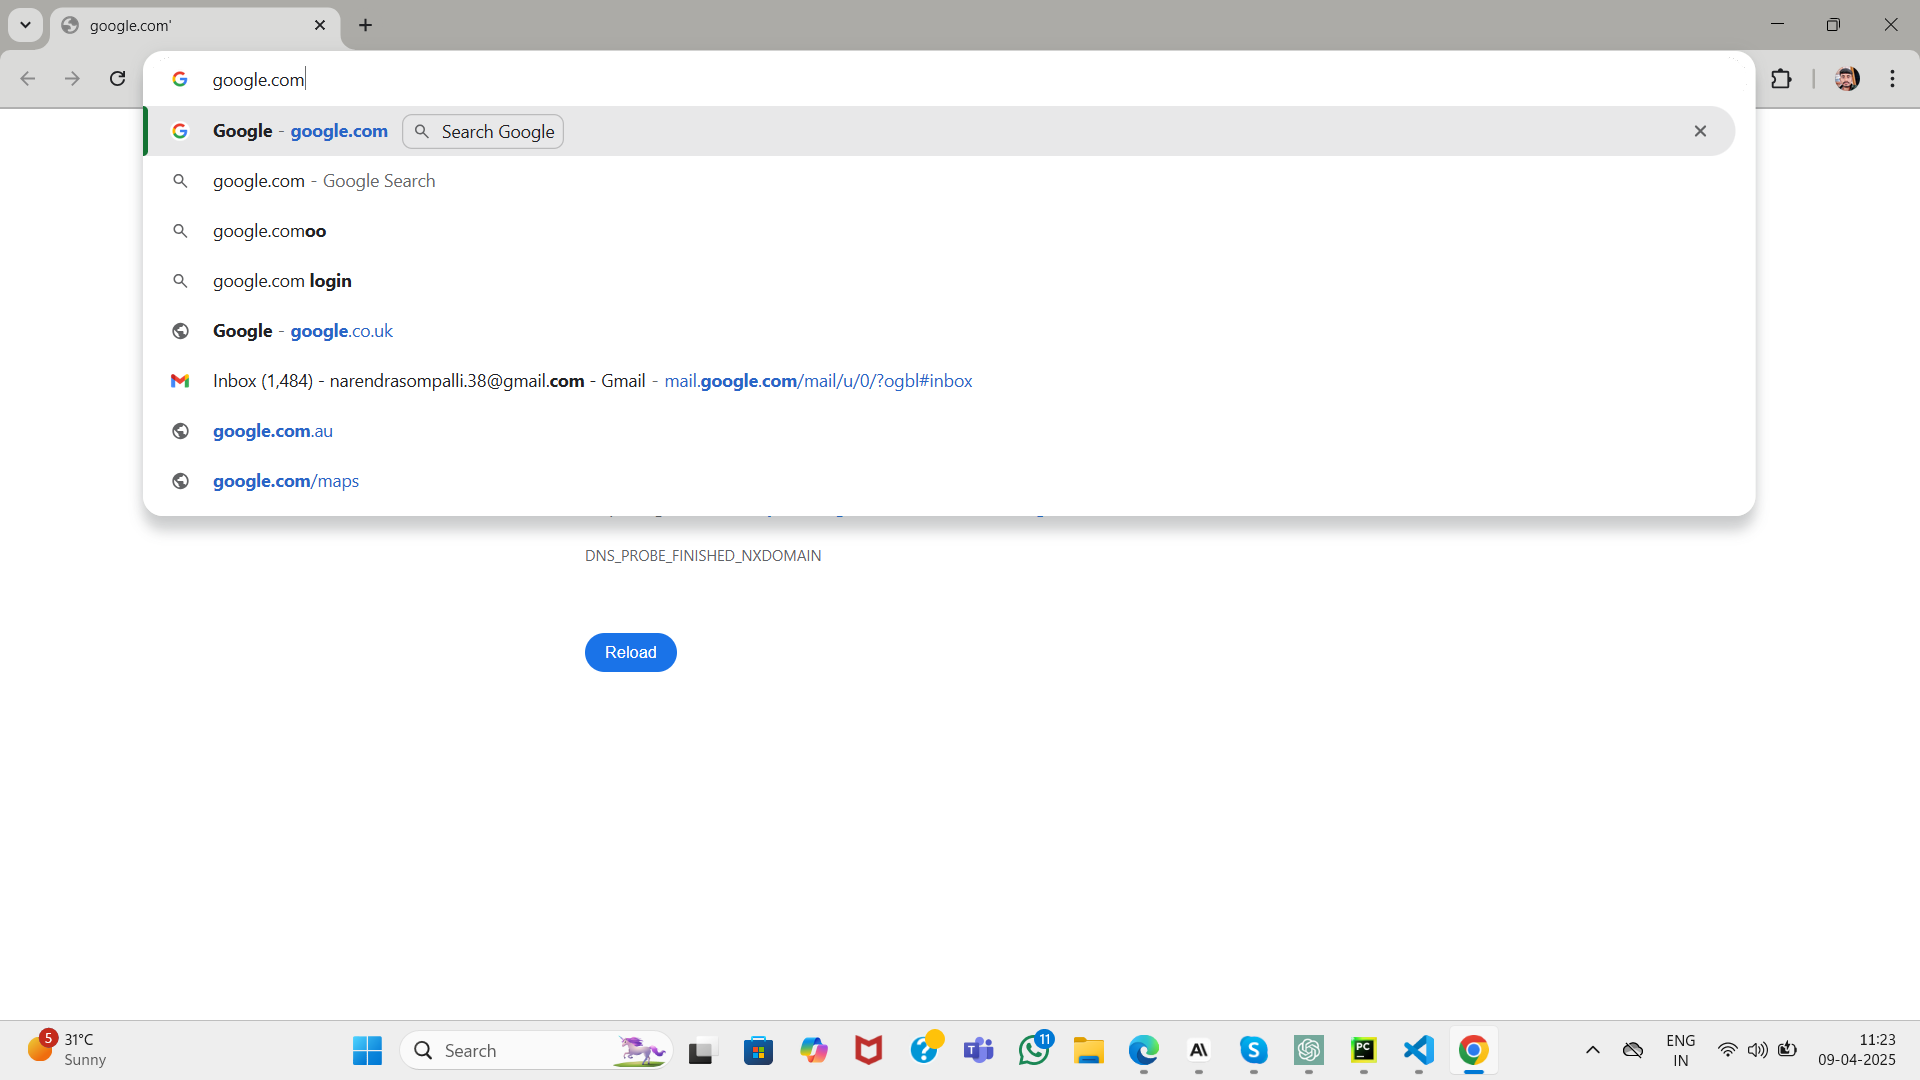 google.com'
google.com
Google - google.com Search Google
google.com - Google Search
google.comoo
google.com login
Google - google.co.uk
Inbox (1,484) - narendrasompalli.38@gmail.com - Gmail - mail.google.com/mail/u/0/?ogbl#inbox
google.com.au
google.com/maps
DNS_PROBE_FINISHED_NXDOMAIN
Reload
5
31°C
Sunny
Search
11
ENG
IN
11:23
09-04-2025